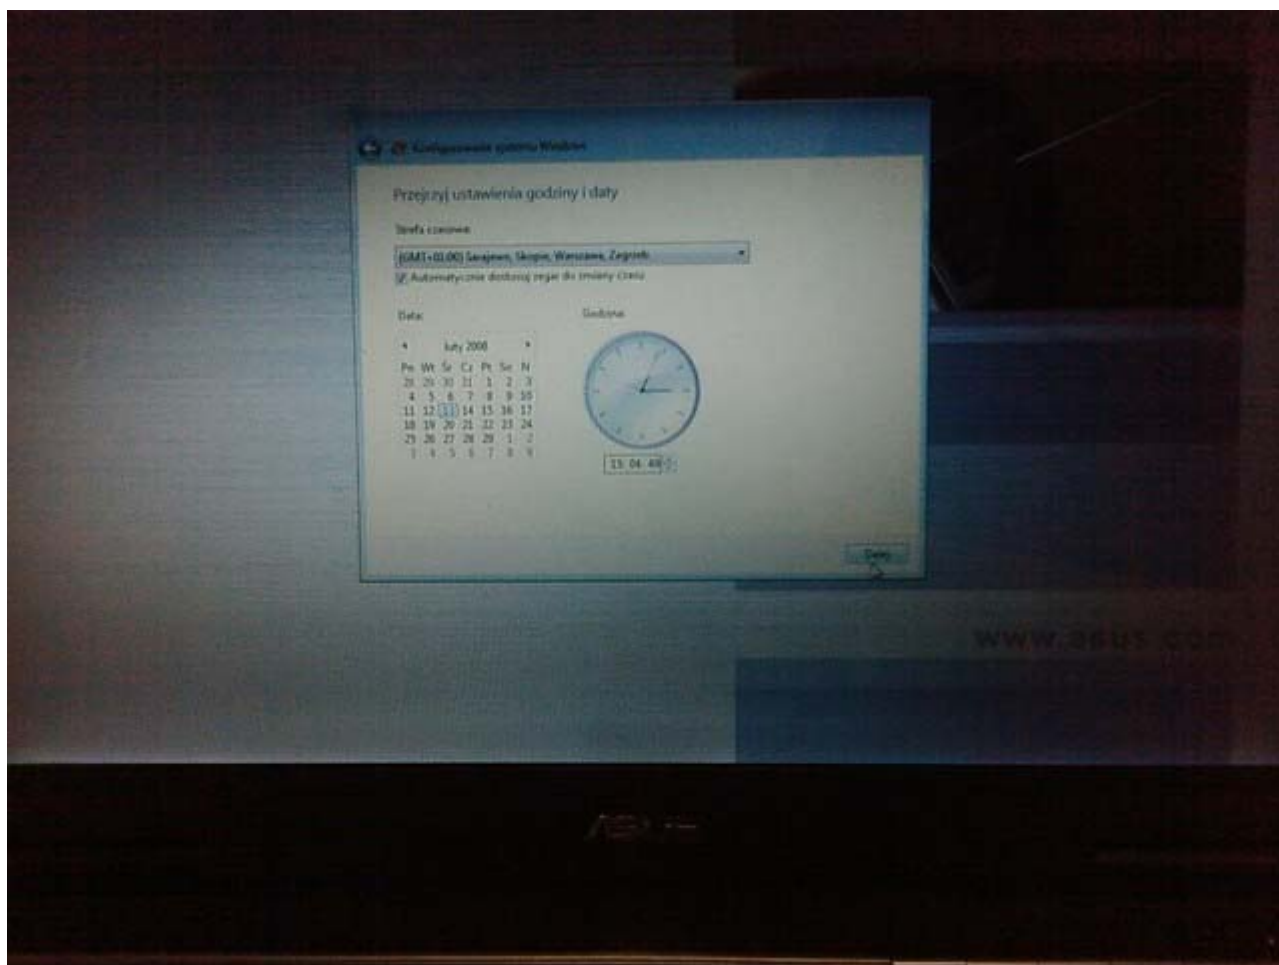 Konfigurowanie systemu Windows
Przejrzyj ustawienia godziny i daty
Strefa czasowa:
(GMT+01:00) Sarajewo, Skopie, Warszawa, Zagrzeb
Automatycznie dostosuj zegar do zmiany czasu
Data:
Godzina:
luty 2008
Pn Wt Śr Cz Pt So N
28 29 30 31 1 2 3
4 5 6 7 8 9 10
11 12 13 14 15 16 17
18 19 20 21 22 23 24
25 26 27 28 29 1 2
3 4 5 6 7 8 9
Dalej
www.asus.com